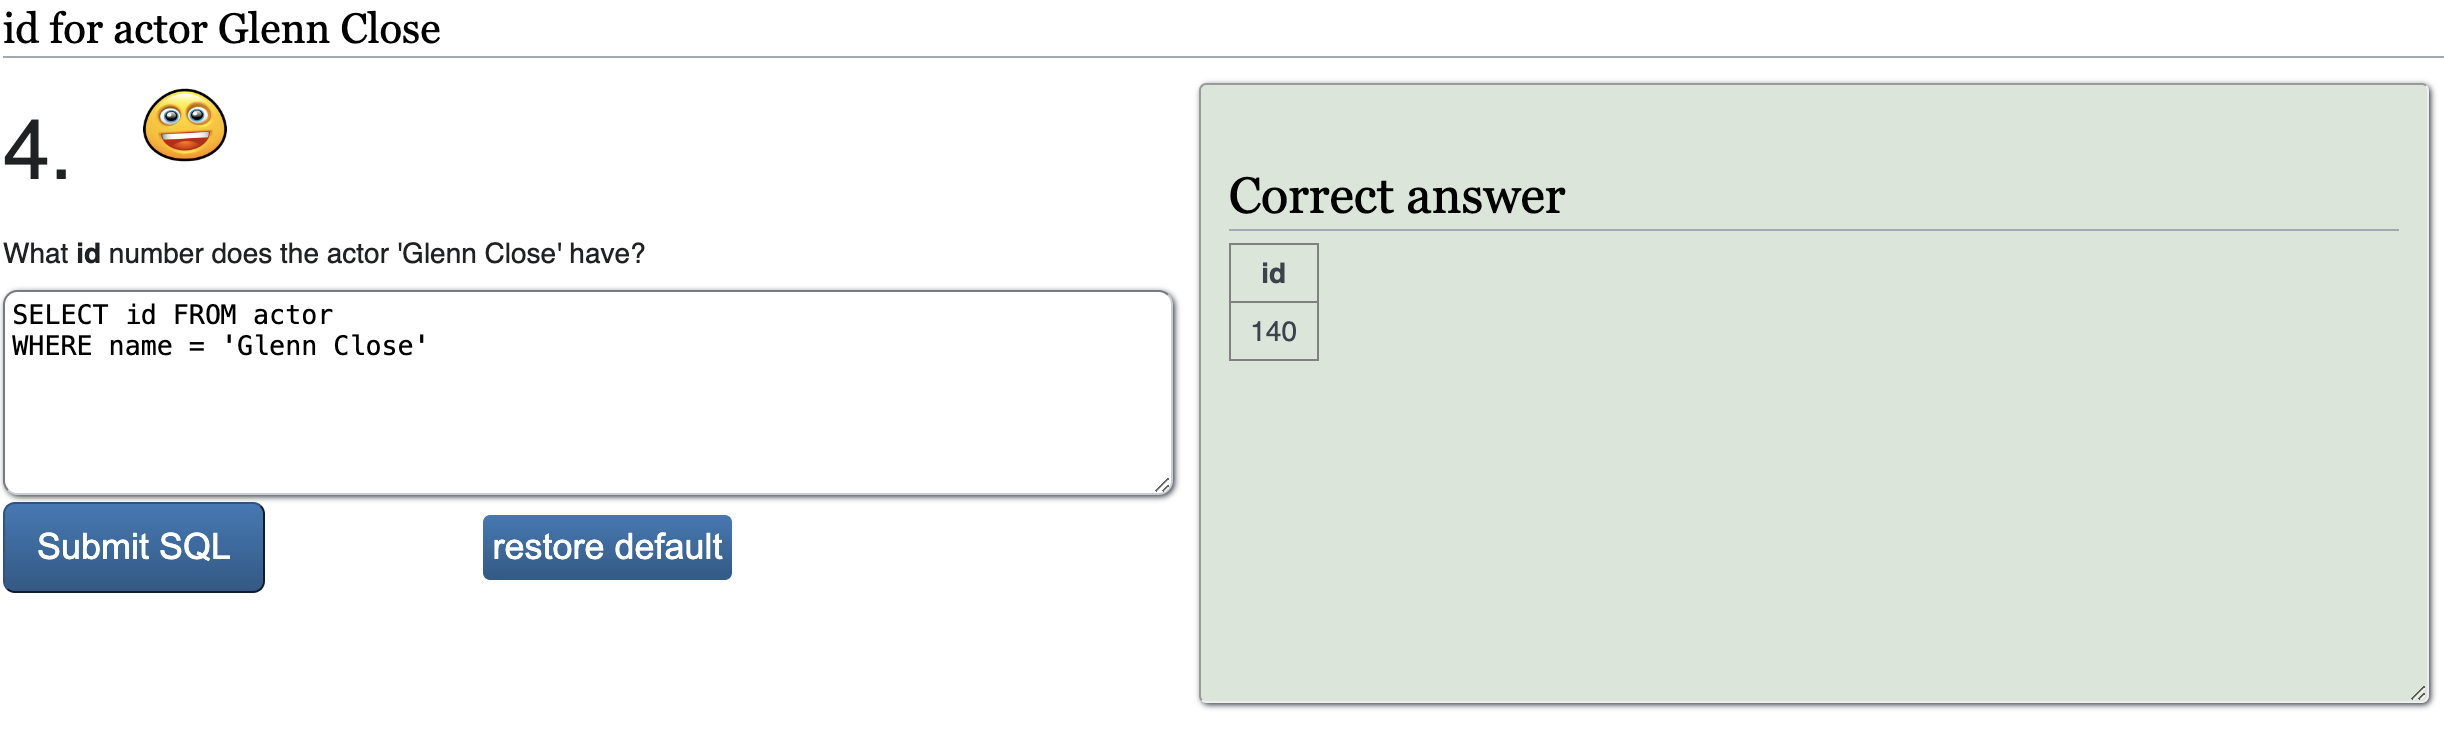 id for actor Glenn Close
4.
What id number does the actor 'Glenn Close' have?
SELECT id FROM actor
WHERE name = 'Glenn Close'
Submit SQL
restore default
Correct answer
id
140